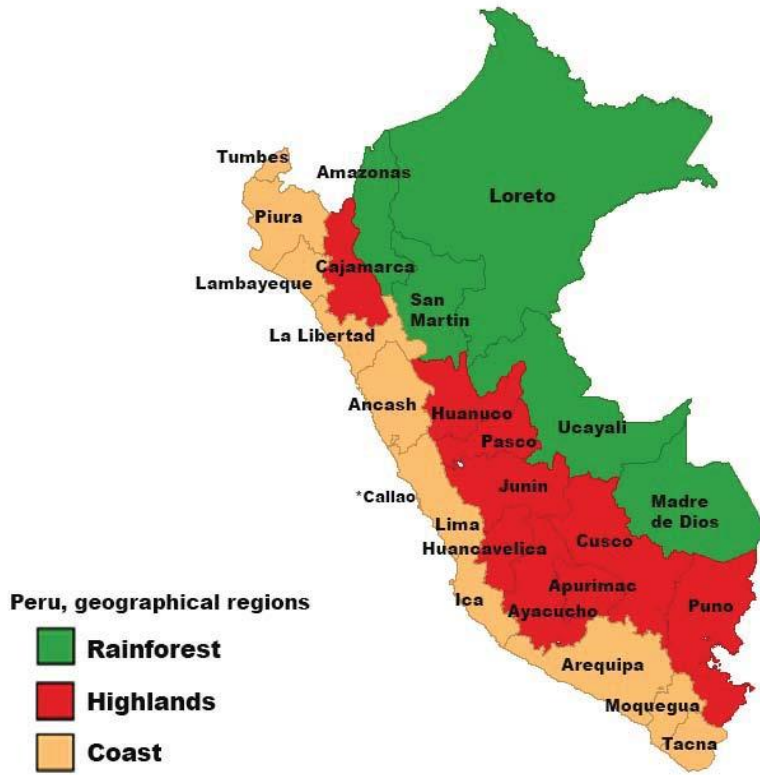 Tumbes
Amazonas
Loreto
Piura
Cajamarca
Lambayeque
San
Martin
La Libertad
Ancash
Huanuco
Ucayali
Pasco
Junin
*Callao
Madre
de Dios
Lima
Cusco
Huancavelica
Apurimac
Ica
Ayacucho
Puno
Arequipa
Moquegua
Tacna
Peru, geographical regions
Rainforest
Highlands
Coast